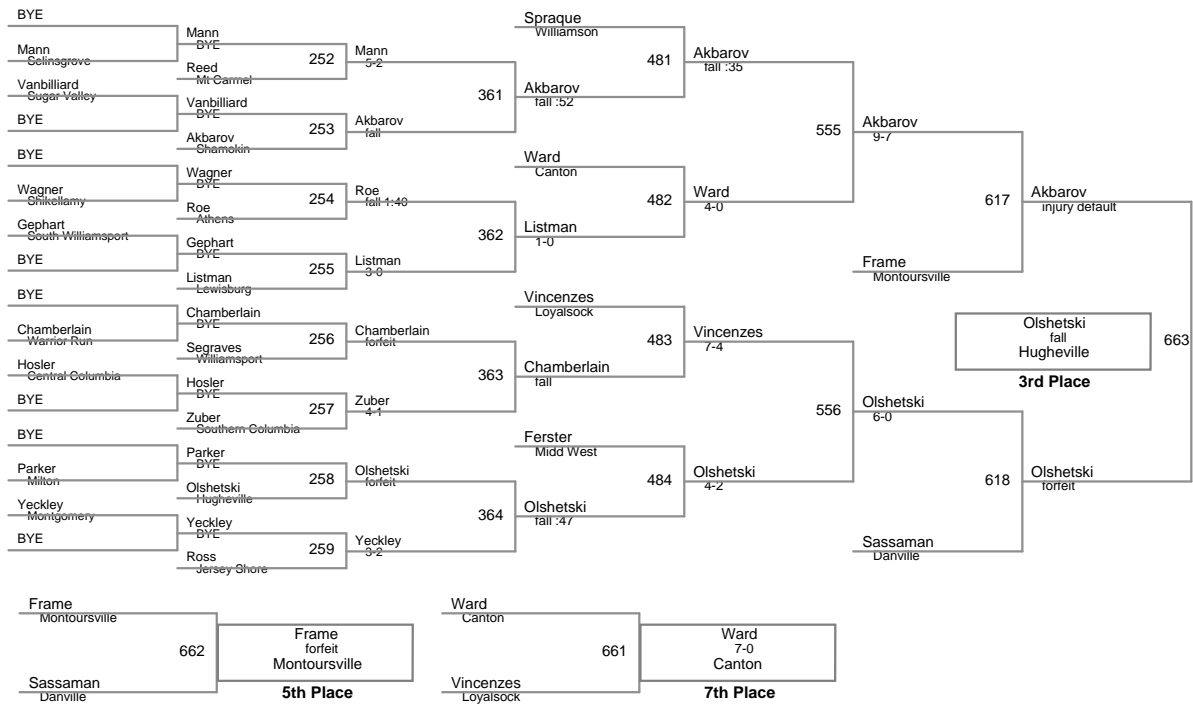 BYE
Mann
Selinsgrove
Vanbilliard
Sugar Valley
BYE
BYE
Wagner
Shikellamy
Gephart
South Williamsport
BYE
BYE
Chamberlain
Warrior Run
Hosler
Central Columbia
BYE
BYE
Parker
Milton
Yeckley
Montgomery
BYE
Mann
BYE
252
Reed
Mt Carmel
Vanbilliard
BYE
253
Akbarov
Shamokin
Wagner
BYE
254
Roe
Athens
Gephart
BYE
255
Listman
Lewisburg
Chamberlain
BYE
256
Segraves
Williamsport
Hosler
BYE
257
Zuber
Southern Columbia
Parker
BYE
258
Olshetski
Hugheville
Yeckley
BYE
259
Ross
Jersey Shore
Mann
5-2
361
Akbarov
fall
Roe
fall 1:40
362
Listman
3-0
Chamberlain
forfeit
363
Zuber
4-1
Olshetski
forfeit
364
Yeckley
3-2
Spraque
Williamson
481
Akbarov
fall :52
Ward
Canton
482
Listman
1-0
Vincenzes
Loyalsock
483
Chamberlain
fall
Ferster
Midd West
484
Olshetski
fall :47
Akbarov
fall :35
555
Ward
4-0
Vincenzes
7-4
556
Olshetski
4-2
Akbarov
9-7
617
Frame
Montoursville
Olshetski
6-0
618
Sassaman
Danville
Akbarov
injury default
Olshetski
fall
Hugheville
663
3rd Place
Olshetski
forfeit
Frame
Montoursville
662
Sassaman
Danville
Frame
forfeit
Montoursville
5th Place
Ward
Canton
661
Vincenzes
Loyalsock
Ward
7-0
Canton
7th Place